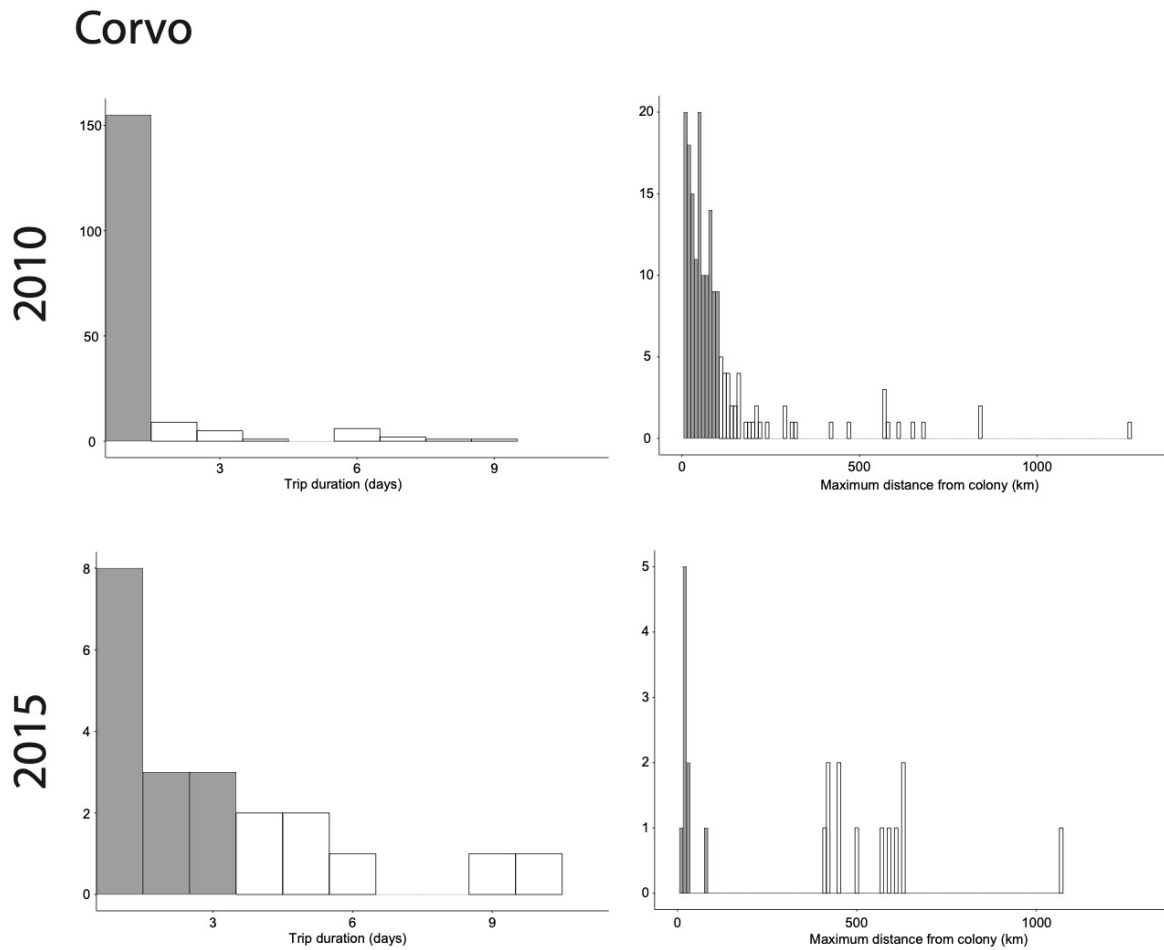 Corvo
2010
150
100
50
0
3 6 9
Trip duration (days)
20
15
10
5
0
0 500 1000
Maximum distance from colony (km)
2015
8
6
4
2
0
3 6 9
Trip duration (days)
5
4
3
2
1
0
0 500 1000
Maximum distance from colony (km)